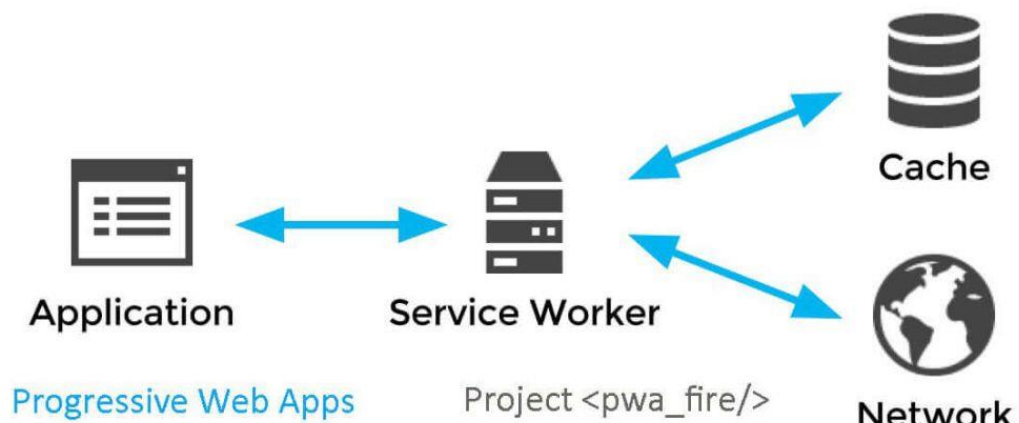 Cache
Application
Service Worker
Progressive Web Apps
Project <pwa_fire/>
Network